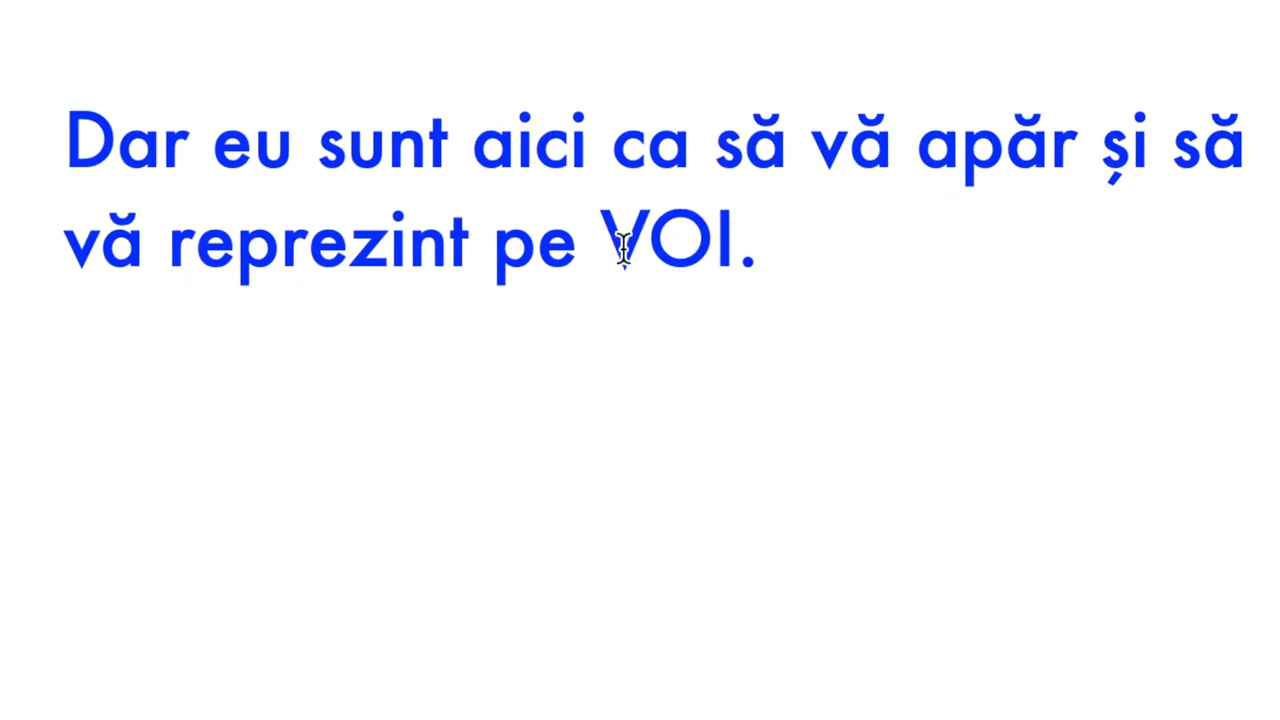 Dar eu sunt aici ca să vă apăr și să
vă reprezint pe VOI.